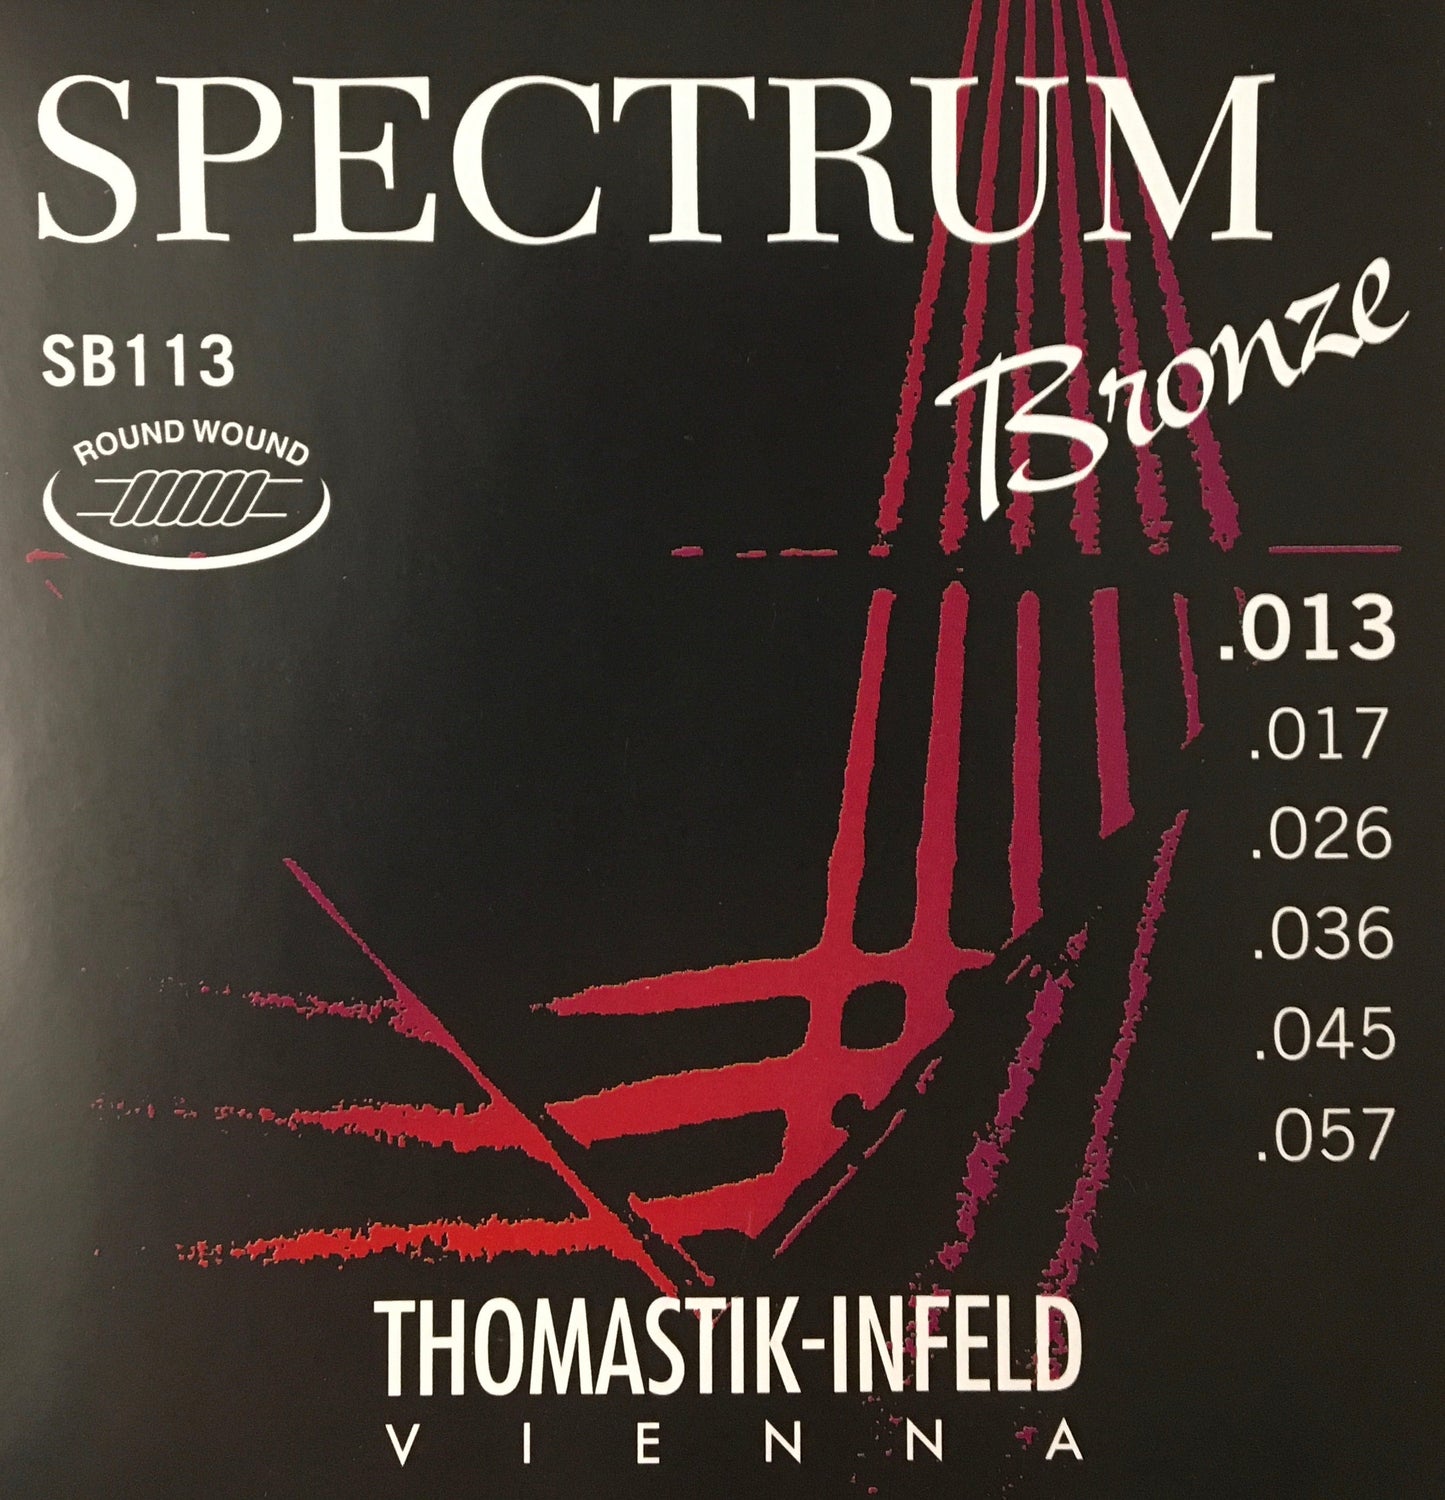 SPECTRUM
Bronze
SB113
ROUND WOUND
.013
.017
.026
.036
.045
.057
THOMASTIK-INFELD
VIENNA